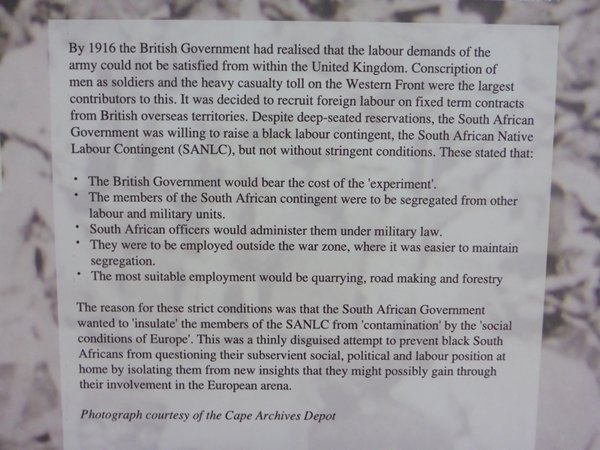 By 1916 the British Government had realised that the labour demands of the
army could not be satisfied from within the United Kingdom. Conscription of
men as soldiers and the heavy casualty toll on the Western Front were the largest
contributors to this. It was decided to recruit foreign labour on fixed term contracts
from British overseas territories. Despite deep-seated reservations, the South African
Government was willing to raise a black labour contingent, the South African Native
Labour Contingent (SANLC), but not without stringent conditions. These stated that:
• The British Government would bear the cost of the 'experiment'.
• The members of the South African contingent were to be segregated from other
labour and military units.
• South African officers would administer them under military law.
• They were to be employed outside the war zone, where it was easier to maintain
segregation.
• The most suitable employment would be quarrying, road making and forestry
The reason for these strict conditions was that the South African Government
wanted to 'insulate' the members of the SANLC from 'contamination' by the 'social
conditions of Europe'. This was a thinly disguised attempt to prevent black South
Africans from questioning their subservient social, political and labour position at
home by isolating them from new insights that they might possibly gain through
their involvement in the European arena.
Photograph courtesy of the Cape Archives Depot